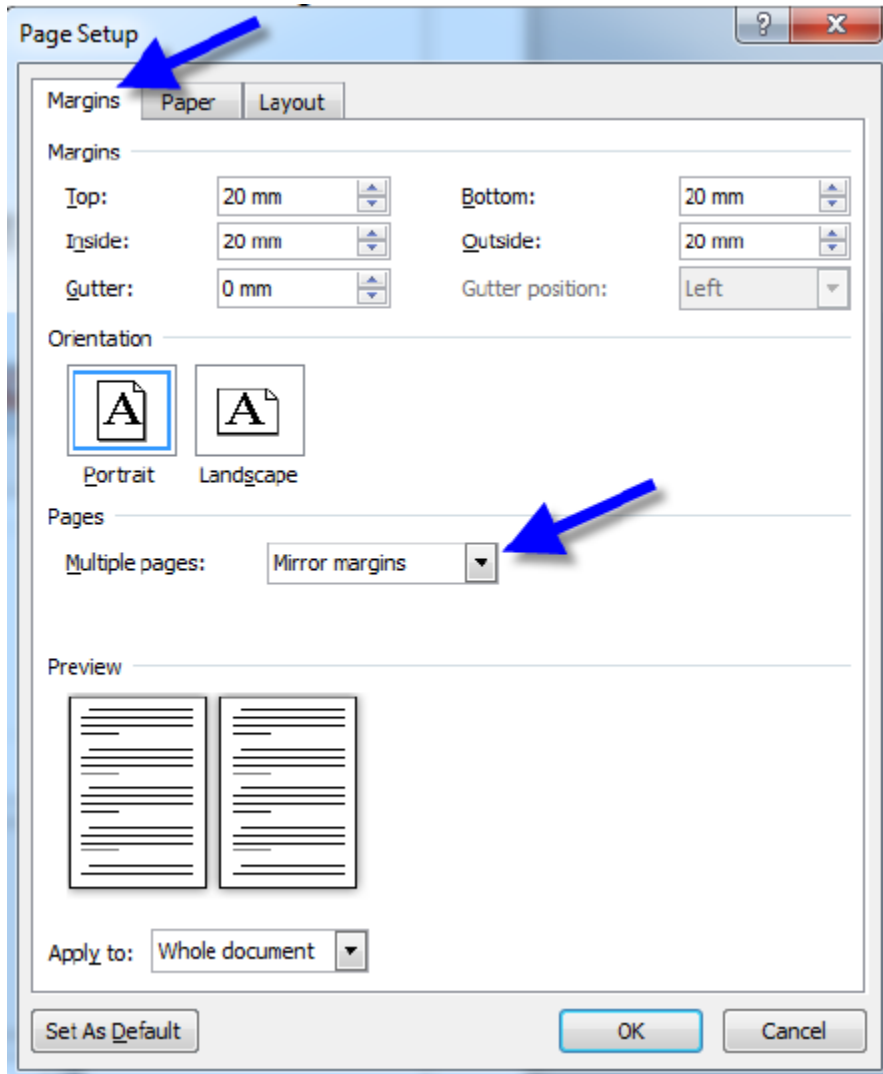 Page Setup
Margins Paper Layout
Margins
Top: 20 mm Bottom: 20 mm
Inside: 20 mm Outside: 20 mm
Gutter: 0 mm Gutter position: Left
Orientation
A A
Portrait Landscape
Pages
Multiple pages: Mirror margins
Preview
Apply to: Whole document
Set As Default OK Cancel